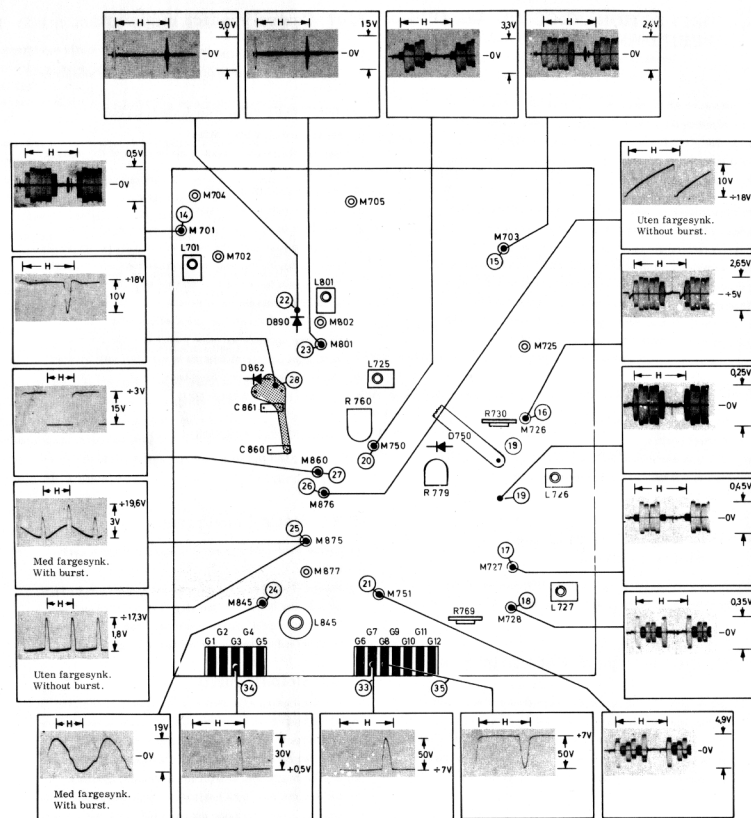 H
5,0V
–0V
H
1.5V
–0V
H
3,3V
–0V
H
2,4V
–0V
H
0,5V
–0V
H
10V
÷18V
Uten fargesynk.
Without burst.
M704
M705
14
M701
M703
15
L701
M702
H
÷18V
10V
H
2,65V
÷5V
22
L801
D890
M802
23
M801
M725
L725
D862
28
C 861
R 760
H
÷3V
15V
H
0,25V
–0V
R730
16
M726
D750
19
C 860
M750
20
M860
27
26
M876
R 779
19
L726
H
+19,6V
3V
Med fargesynk.
With burst.
H
0,45V
–0V
25
M875
M877
17
M727
24
M845
21
M751
18
M728
L727
R769
L845
H
÷17,3V
1,8V
Uten fargesynk.
Without burst.
H
0,35V
–0V
G1
G2
G3
G4
G5
G6
G7
G8
G9
G10
G11
G12
34
33
35
H
19V
–0V
Med fargesynk.
With burst.
H
30V
+0,5V
H
50V
÷7V
H
+7V
50V
H
4,9V
–0V